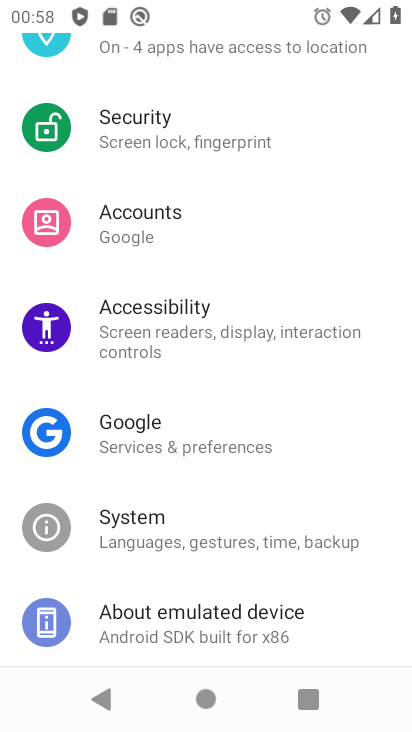 00:58
On - 4 apps have access to location
Security
Screen lock, fingerprint
Accounts
Google
Accessibility
Screen readers, display, interaction
controls
Google
Services & preferences
System
Languages, gestures, time, backup
About emulated device
Android SDK built for x86